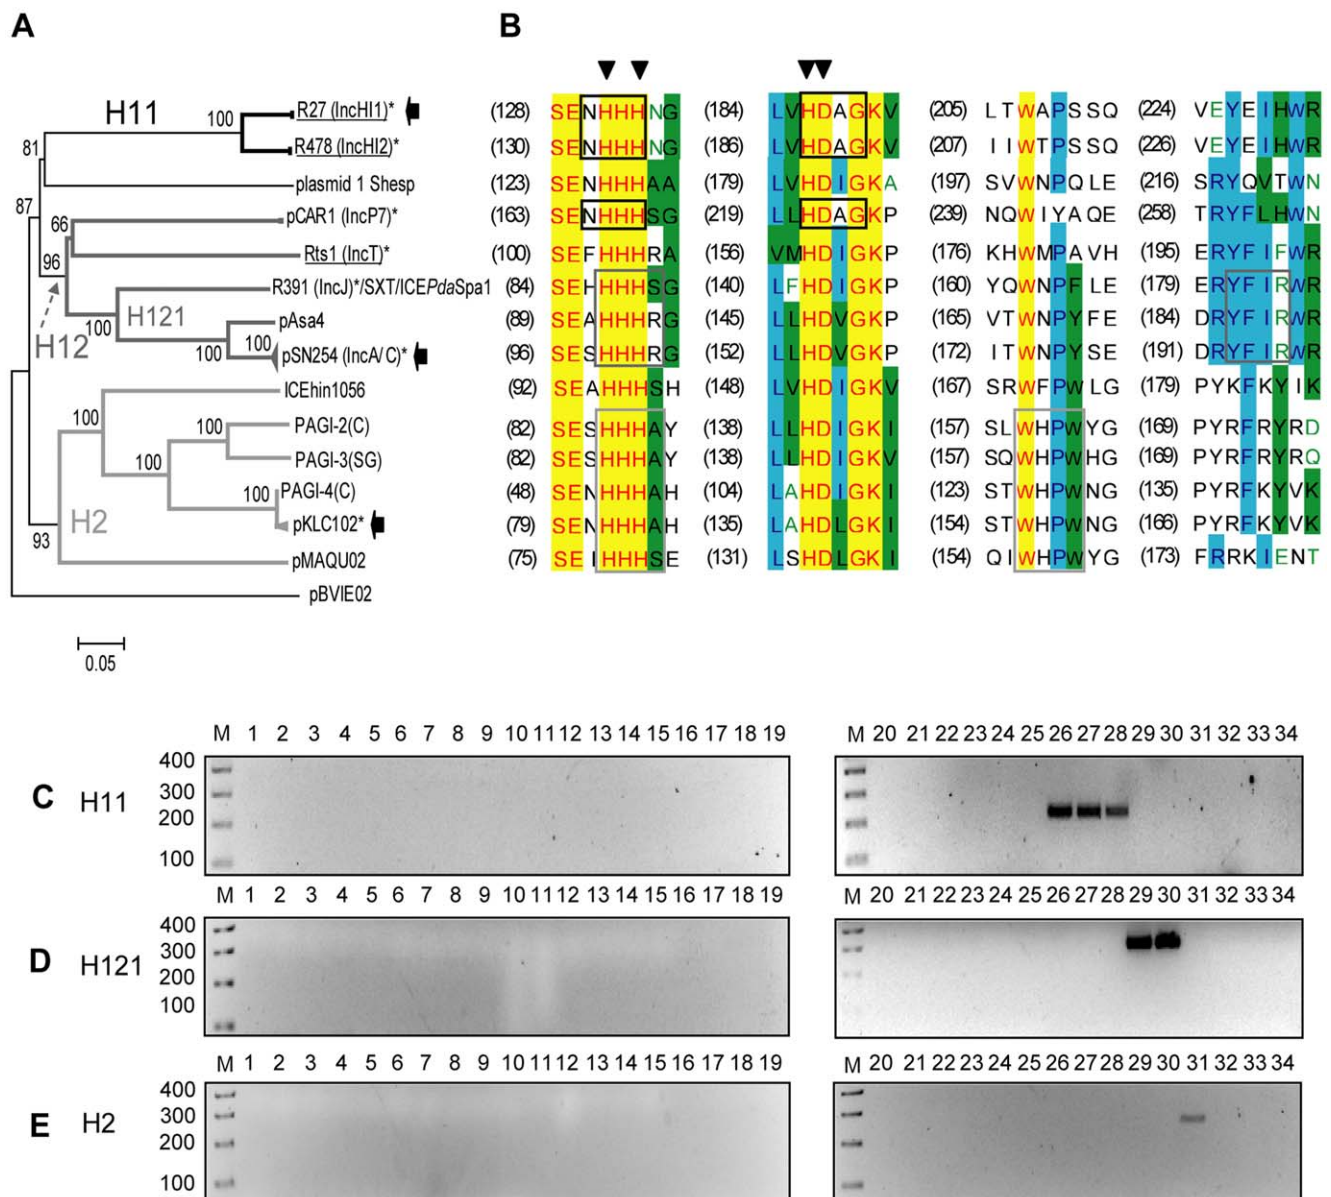 A
B
H11
100
R27 (IncHI1)*
(128) SENHHHNG (184) LVHDAGKV (205) LTWAPSSQ (224) VEYEIHWR
R478 (IncHI2)*
(130) SENHHHNG (186) LVHDAGKV (207) IIWTPSSQ (226) VEYEIHWR
81
plasmid 1 Shesp
(123) SENHHHAA (179) LVHDIGKA (197) SVWNPQLE (216) SRYQVTWN
87
66
pCAR1 (IncP7)*
(163) SENHHHSG (219) LLHDAGKP (239) NQWIYAQE (258) TRYFLHWN
96
Rts1 (IncT)*
(100) SEFHHHRA (156) VMHDIGKP (176) KHWMPAVH (195) ERYFIFWR
R391 (IncJ)*/SXT/ICEPdaSpa1
(84) SEHHHHSG (140) LFHDIGKP (160) YQWNPFLE (179) ERYFIRWR
100
H121
pAsa4
(89) SEAHHHRG (145) LLHDVGKP (165) VTWNPYFE (184) DRYFIRWR
H12
100
100
pSN254 (IncA/C)*
(96) SESHHHRG (152) LLHDVGKP (172) ITWNPYSE (191) DRYFIRWR
ICEhin1056
(92) SEAHHHSH (148) LVHDIGKV (167) SRWFPWLG (179) PYKFKYIK
100
100
PAGI-2(C)
(82) SESHHHAY (138) LLHDIGKI (157) SLWHPWYG (169) PYRFRYRD
100
PAGI-3(SG)
(82) SESHHHAY (138) LLHDVGKI (157) SQWHPWHG (169) PYRFRYRQ
100
PAGI-4(C)
(48) SENHHHAH (104) LAHDIGKI (123) STWHPWNG (135) PYRFKYVK
H2
pKLC102*
(79) SENHHHAH (135) LAHDLGKI (154) STWHPWNG (166) PYRFKYVK
93
pMAQU02
(75) SEIHHHSE (131) LSHDLGKI (154) QIWHPWYG (173) FRRKIENT
pBVIE02
0.05
M 1 2 3 4 5 6 7 8 9 10 11 12 13 14 15 16 17 18 19
M 20 21 22 23 24 25 26 27 28 29 30 31 32 33 34
C H11
400
300
200
100
M 1 2 3 4 5 6 7 8 9 10 11 12 13 14 15 16 17 18 19
M 20 21 22 23 24 25 26 27 28 29 30 31 32 33 34
D H121
400
300
200
100
M 1 2 3 4 5 6 7 8 9 10 11 12 13 14 15 16 17 18 19
M 20 21 22 23 24 25 26 27 28 29 30 31 32 33 34
E H2
400
300
200
100